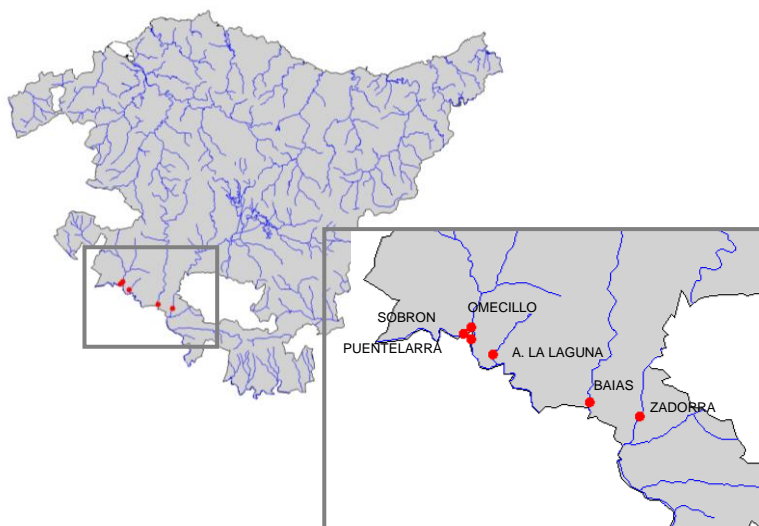 OMECILLO
SOBRON
PUENTELARRA
A. LA LAGUNA
BAIAS
ZADORRA